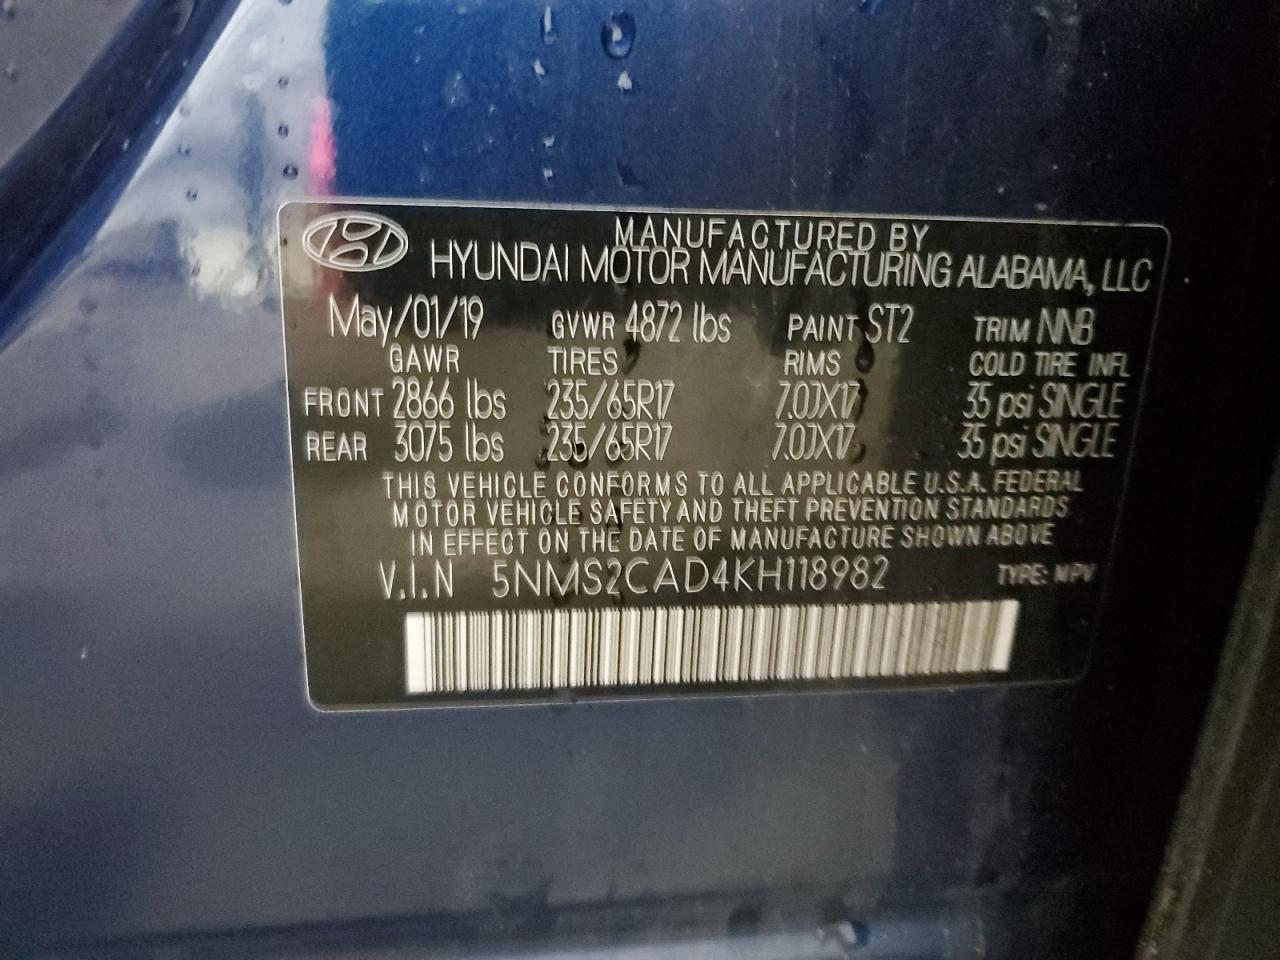 MANUFACTURED BY
HYUNDAI MOTOR MANUFACTURING ALABAMA, LLC
May/01/19 GVWR 4872 lbs PAINT ST2 TRIM NNB
GAWR TIRES RIMS COLD TIRE INFL
FRONT 2866 lbs 235/65R17 7.0JX17 35 psi SINGLE
REAR 3075 lbs 235/65R17 7.0JX17 35 psi SINGLE
THIS VEHICLE CONFORMS TO ALL APPLICABLE U.S.A. FEDERAL
MOTOR VEHICLE SAFETY AND THEFT PREVENTION STANDARDS
IN EFFECT ON THE DATE OF MANUFACTURE SHOWN ABOVE
V.I.N 5NMS2CAD4KH118982 TYPE: MPV